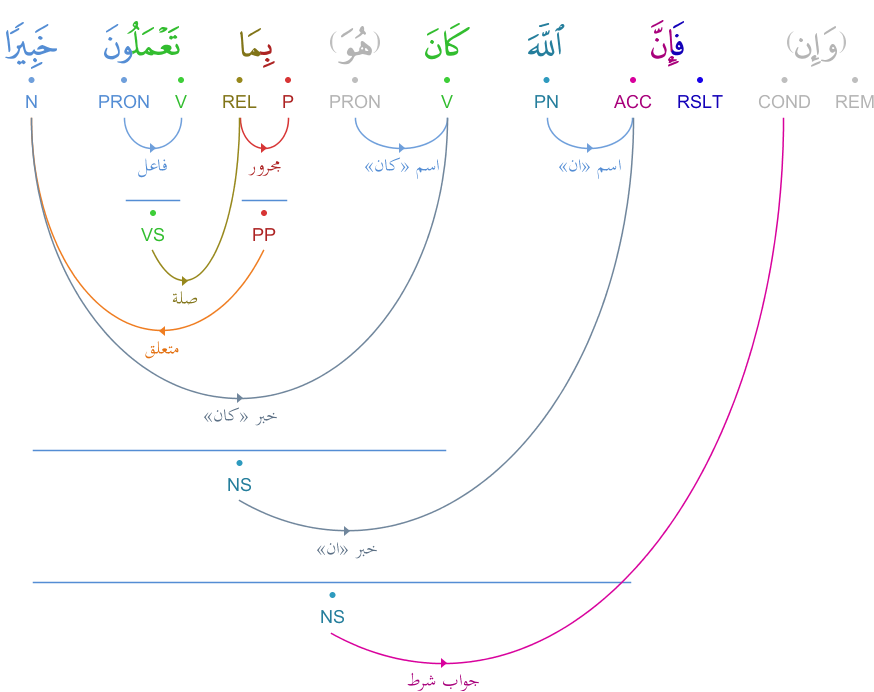 (وَإِن) فَإِنَّ ٱللَّهَ كَانَ (هُوَ) بِمَا تَعْمَلُونَ خَبِيرًا
REM COND RSLT ACC PN V PRON P REL V PRON N
اسم «ان» اسم «كان» مجرور فاعل
PP VS
صلة
متعلق
خبر «كان»
NS
خبر «ان»
NS
جواب شرط